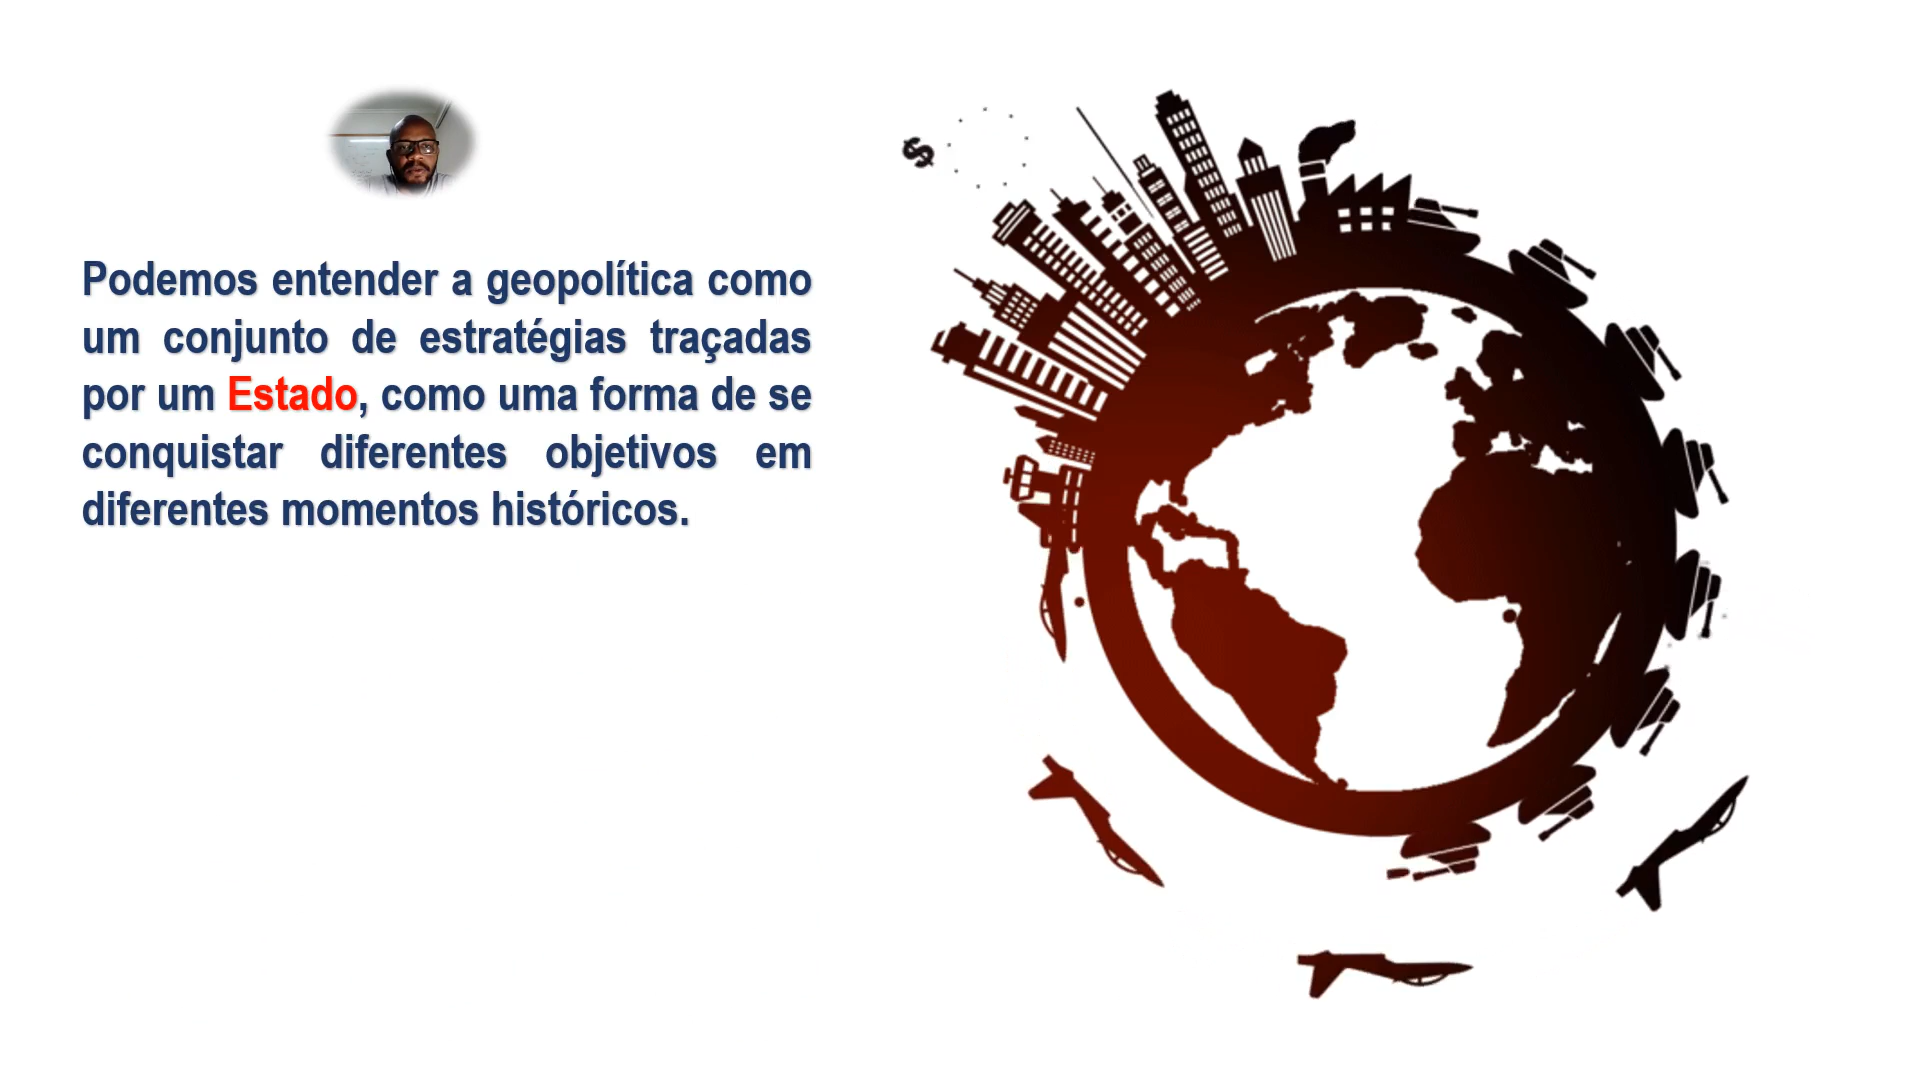 $
Podemos entender a geopolítica como
um conjunto de estratégias traçadas
por um Estado, como uma forma de se
conquistar diferentes objetivos em
diferentes momentos históricos.